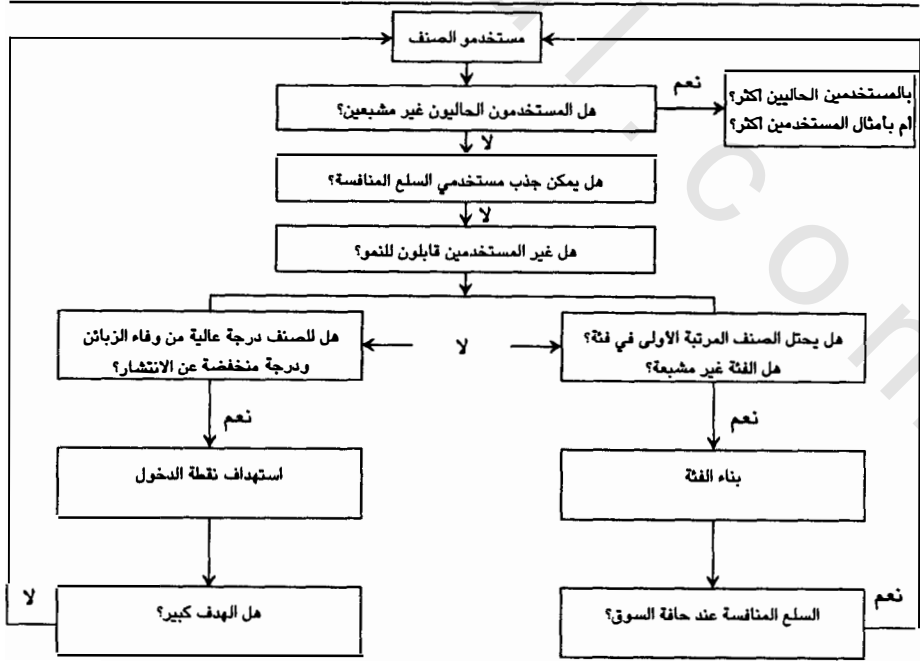 مستخدمو الصنف
هل المستخدمون الحاليون غير مشبعين؟
نعم
بالمستخدمين الحاليين اكثر؟
أم بأمثال المستخدمين اكثر؟
لا
هل يمكن جذب مستخدمي السلع المنافسة؟
لا
هل غير المستخدمين قابلون للنمو؟
هل يحتل الصنف المرتبة الأولى في فئة؟
هل الفئة غير مشبعة؟
لا
هل للصنف درجة عالية من وفاء الزبائن
ودرجة منخفضة عن الانتشار؟
نعم
نعم
بناء الفئة
استهداف نقطة الدخول
السلع المنافسة عند حافة السوق؟
نعم
هل الهدف كبير؟
لا